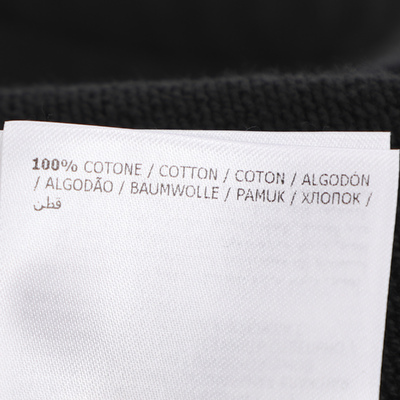 100% COTONE / COTTON / COTON / ALGODÓN
/ ALGODÃO / BAUMWOLLE / PAMUK / ХЛОПОК /
قطن